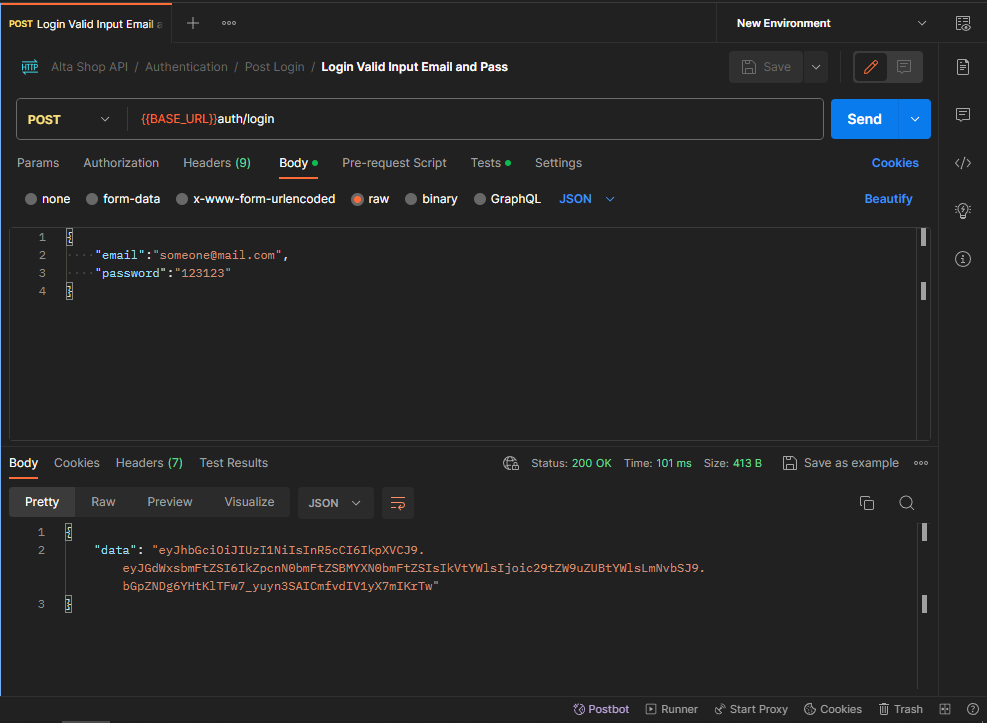 POST Login Valid Input Email a
New Environment
HTTP Alta Shop API / Authentication / Post Login / Login Valid Input Email and Pass
Save
POST {{BASE_URL}}auth/login Send
Params Authorization Headers (9) Body Pre-request Script Tests Settings Cookies
none form-data x-www-form-urlencoded raw binary GraphQL JSON Beautify
1 {
2 "email":"someone@mail.com",
3 "password":"123123"
4 }
Body Cookies Headers (7) Test Results Status: 200 OK Time: 101 ms Size: 413 B Save as example
Pretty Raw Preview Visualize JSON
1 {
2 "data": "eyJhbGciOiJIUzI1NiIsInR5cCI6IkpXVCJ9.
eyJGdWxsbmFtZSI6IkZpcnN0bmFtZSBMYXN0bmFtZSIsIkVtYWlsIjoic29tZW9uZUBtYWlsLmNvbSJ9.
bGpZNDg6YHtKlTFw7_yuyn3SAICmfvdIV1yX7mIKrTw"
3 }
Postbot Runner Start Proxy Cookies Trash